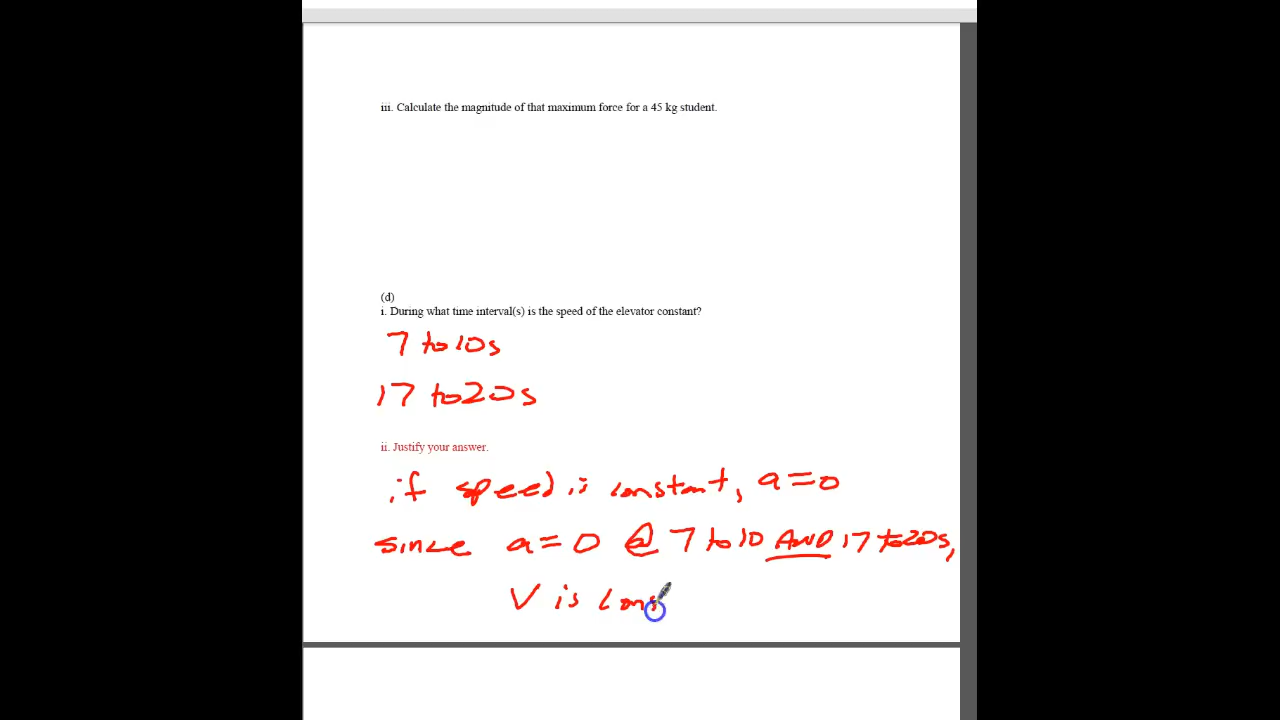 iii. Calculate the magnitude of that maximum force for a 45 kg student.
(d)
i. During what time interval(s) is the speed of the elevator constant?
7 to 10s
17 to 20s
ii. Justify your answer.
if speed is constant, a=0
since a=0 @ 7 to 10 AND 17 to 20s,
V is cons